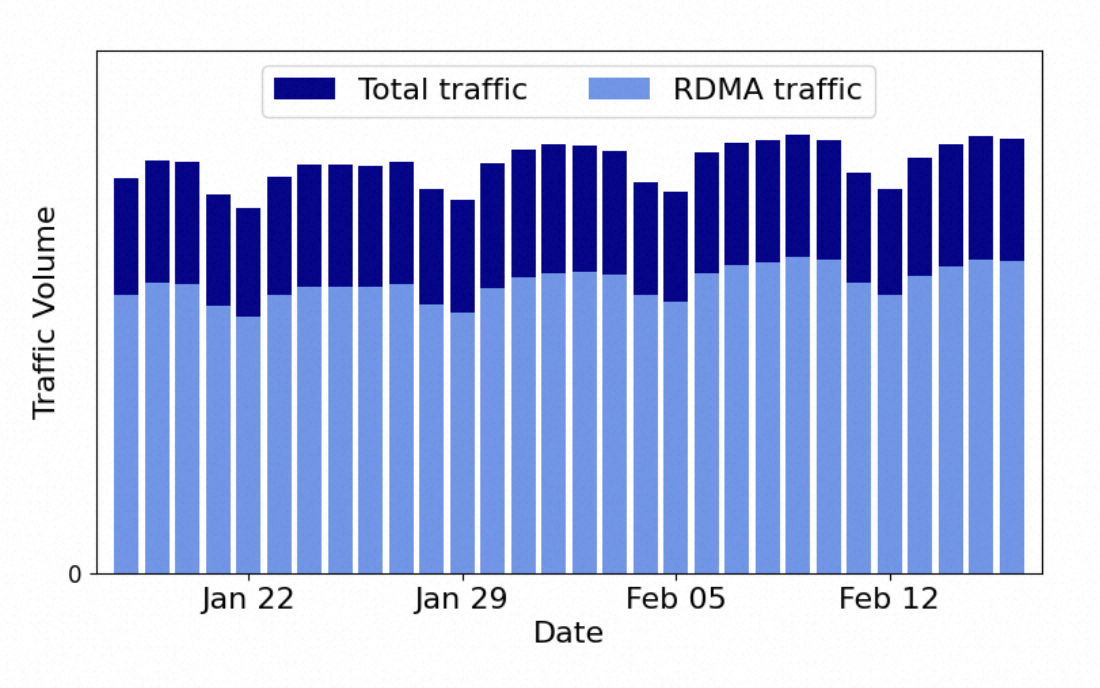 Total traffic RDMA traffic
Traffic Volume
0
Jan 22 Jan 29 Feb 05 Feb 12
Date